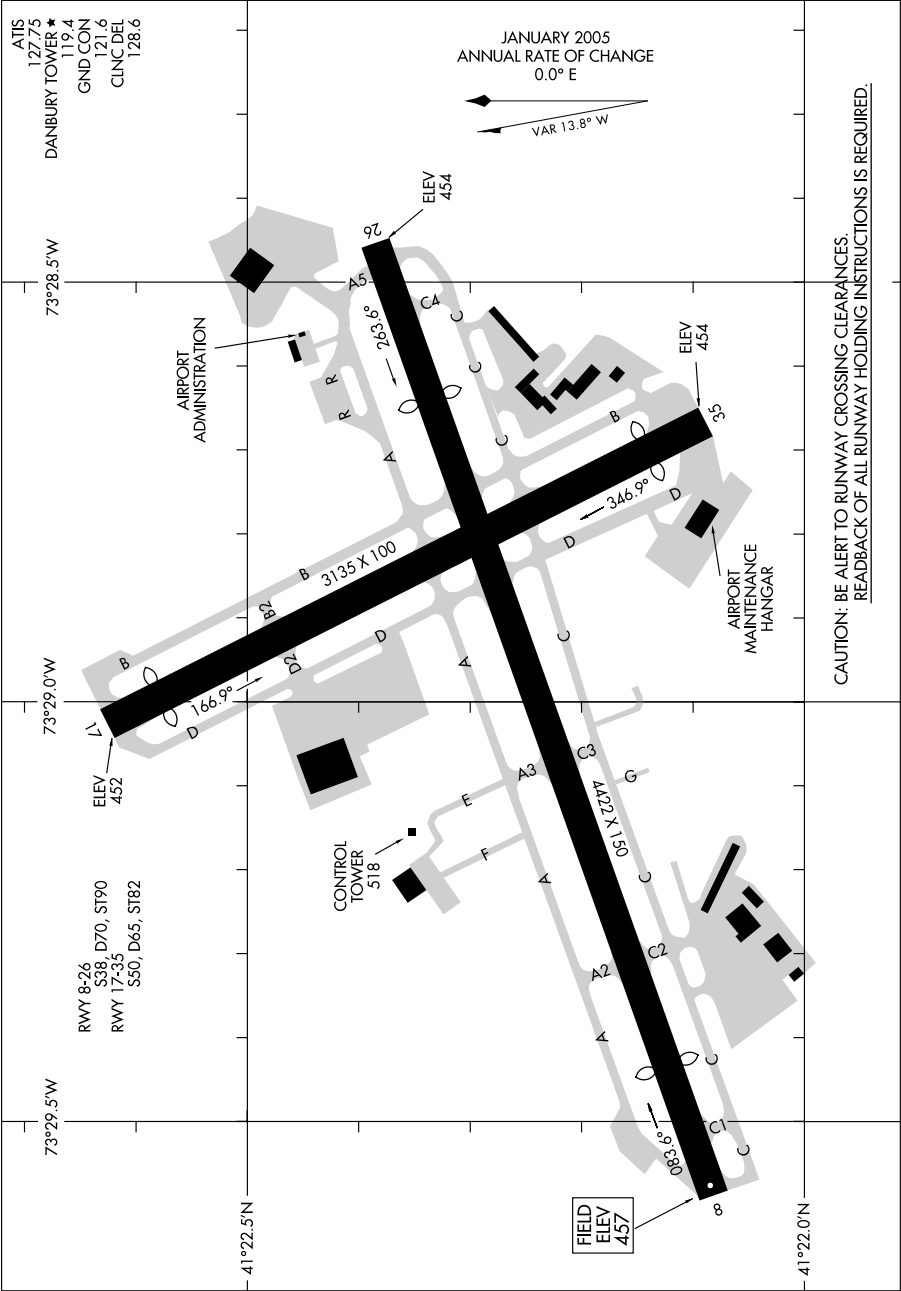 ATIS
127.75
DANBURY TOWER ★
119.4
GND CON
121.6
CLNC DEL
128.6
JANUARY 2005
ANNUAL RATE OF CHANGE
0.0° E
VAR 13.8° W
73°28.5'W
73°29.0'W
73°29.5'W
41°22.5'N
41°22.0'N
RWY 8-26
S38, D70, ST90
RWY 17-35
S50, D65, ST82
AIRPORT
ADMINISTRATION
ELEV
454
26
A5
263.6°
C4
C
C
C
R
R
A
ELEV
454
35
B
346.9°
D
D
AIRPORT
MAINTENANCE
HANGAR
3135 X 100
B
B2
B
D2
D
D
166.9°
17
ELEV
452
A
C
A3
C3
G
E
F
CONTROL
TOWER
518
4422 X 150
A
C
A2
C2
A
C
C1
C
083.6°
8
FIELD
ELEV
457
CAUTION: BE ALERT TO RUNWAY CROSSING CLEARANCES.
READBACK OF ALL RUNWAY HOLDING INSTRUCTIONS IS REQUIRED.